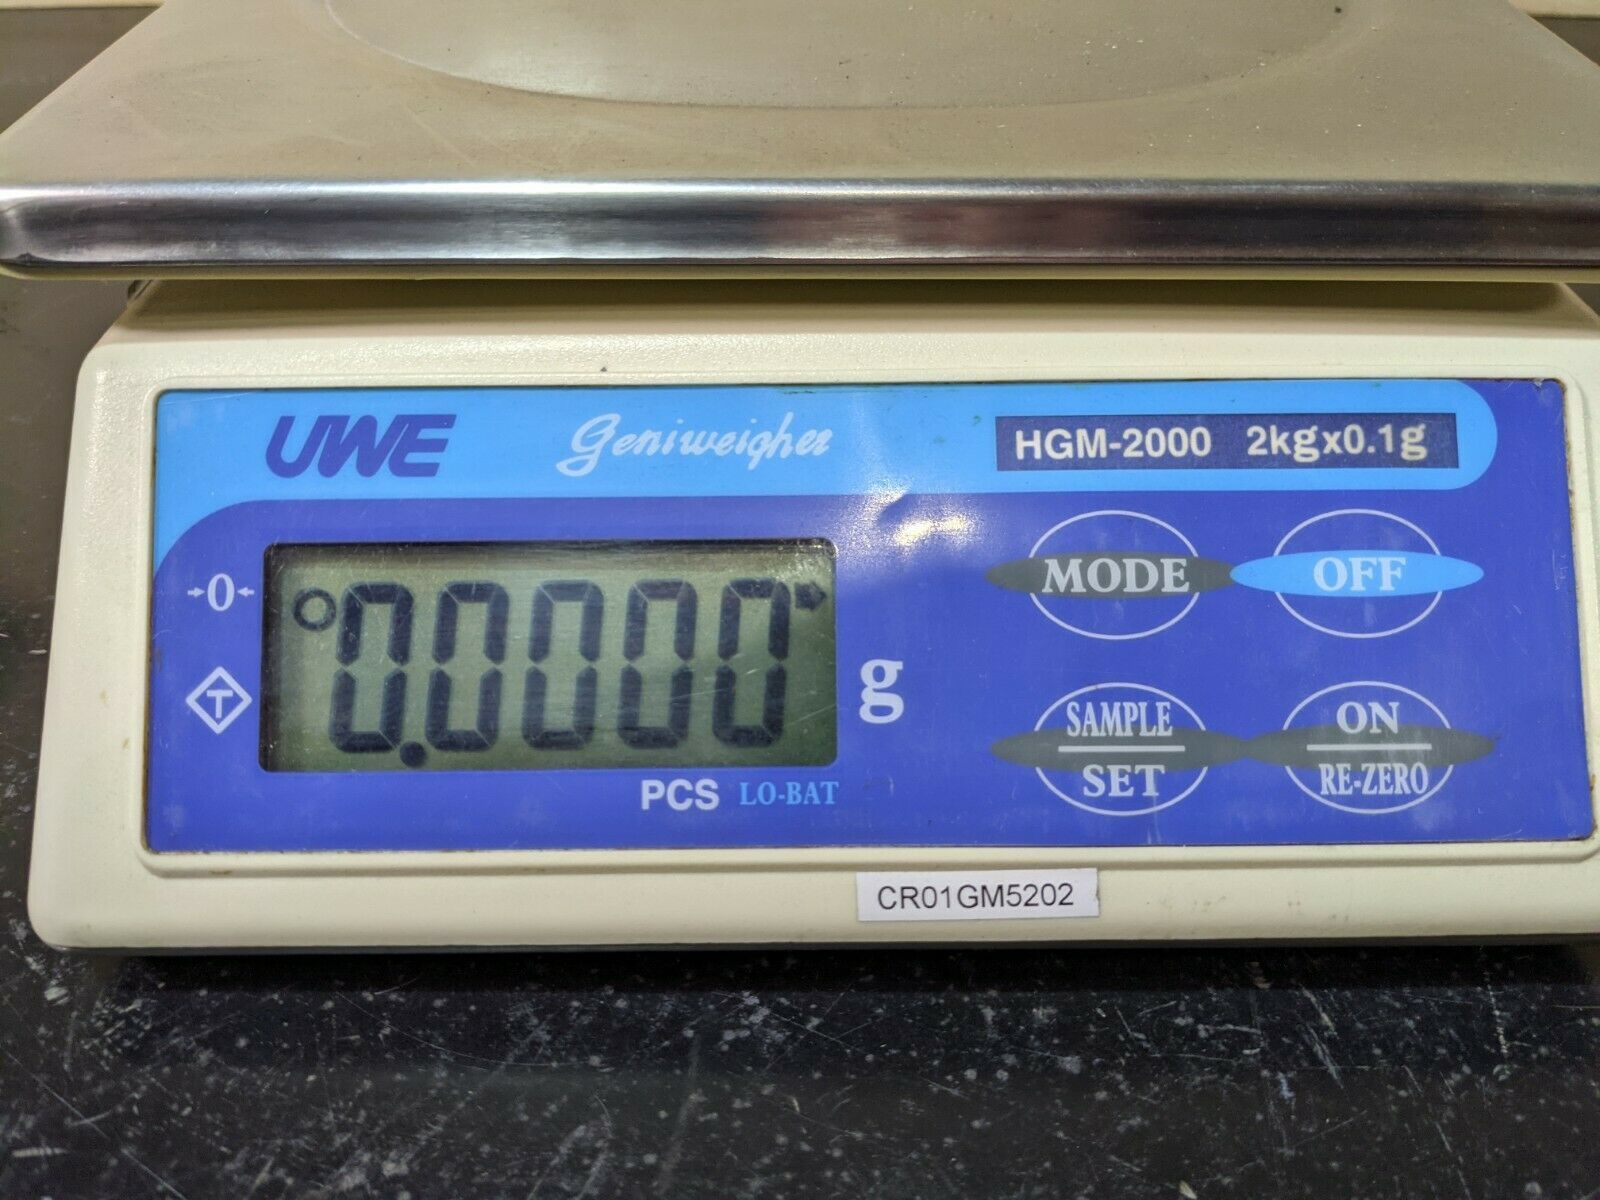 UWE Geniweigher HGM-2000 2kgx0.1g
MODE OFF
→0←
0.0000 g
T
SAMPLE SET
ON RE-ZERO
PCS LO-BAT
CR01GM5202